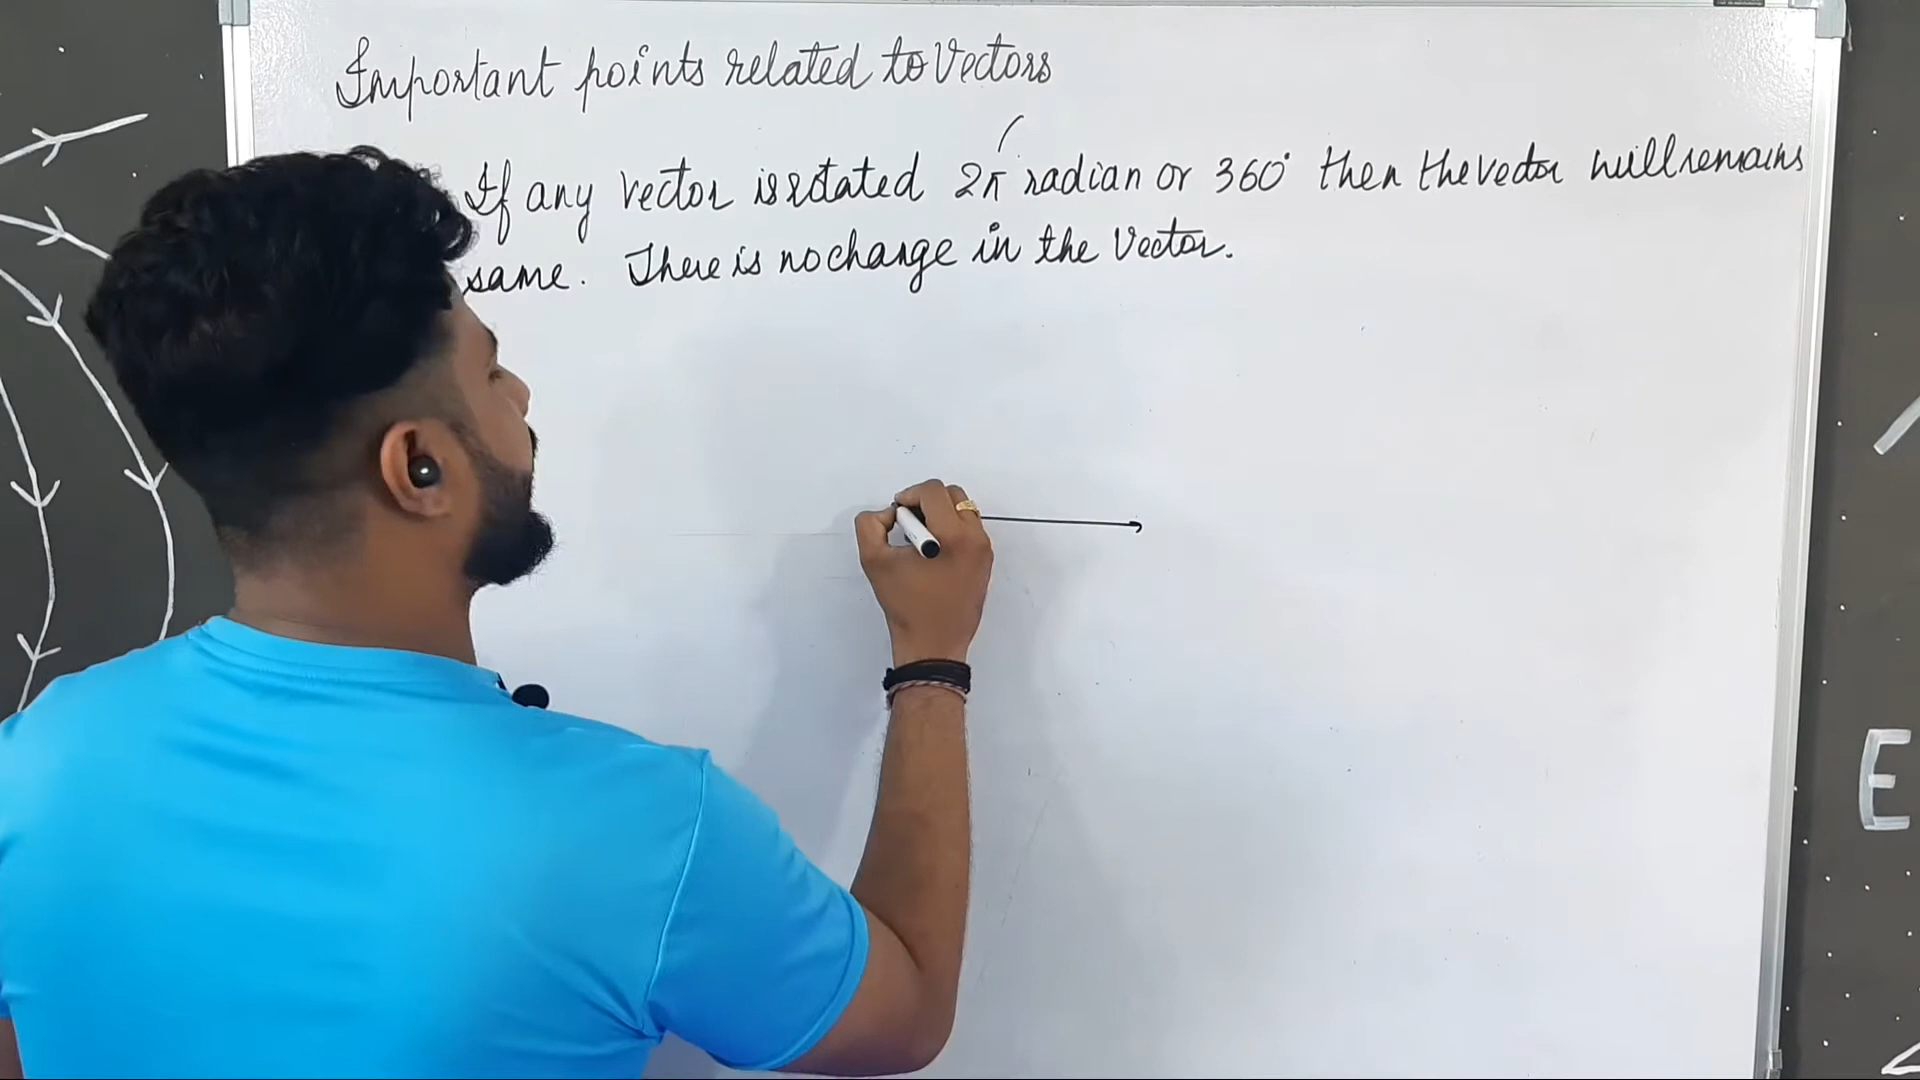 Important points related to Vectors
If any vector is rotated 2π radian or 360° then the vector will remains
same. There is no change in the Vector.
E